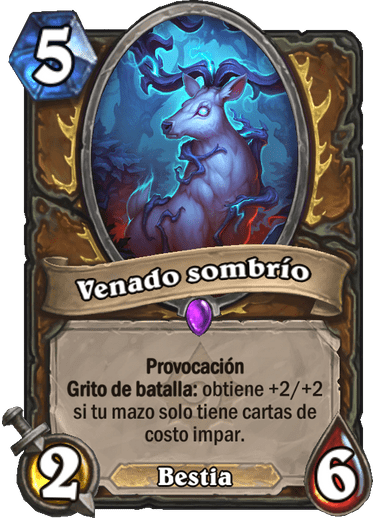 5
Venado sombrío
Provocación
Grito de batalla: obtiene +2/+2
si tu mazo solo tiene cartas de
costo impar.
2
Bestia
6